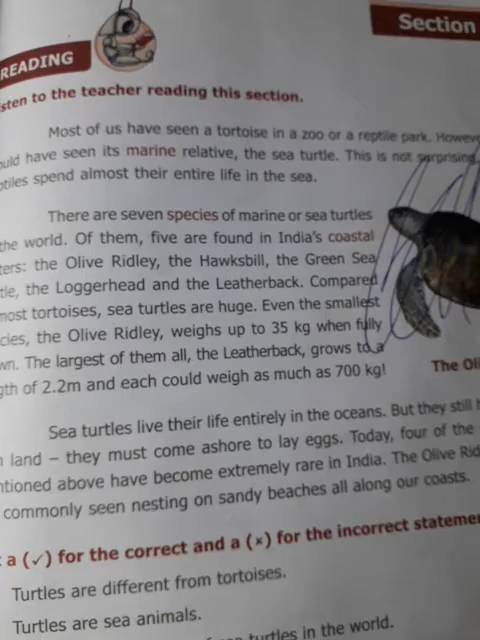 Section
READING
sten to the teacher reading this section.
Most of us have seen a tortoise in a zoo or a reptile park. Howeve
uld have seen its marine relative, the sea turtle. This is not surprising
ptiles spend almost their entire life in the sea.
There are seven species of marine or sea turtles
the world. Of them, five are found in India's coastal
ters: the Olive Ridley, the Hawksbill, the Green Sea
tle, the Loggerhead and the Leatherback. Compared
most tortoises, sea turtles are huge. Even the smallest
cies, the Olive Ridley, weighs up to 35 kg when fully
wn. The largest of them all, the Leatherback, grows to a
gth of 2.2m and each could weigh as much as 700 kg!
The Oli
Sea turtles live their life entirely in the oceans. But they still h
land – they must come ashore to lay eggs. Today, four of the
ntioned above have become extremely rare in India. The Olive Rid
commonly seen nesting on sandy beaches all along our coasts.
a (✓) for the correct and a (×) for the incorrect stateme
Turtles are different from tortoises.
Turtles are sea animals.
turtles in the world.